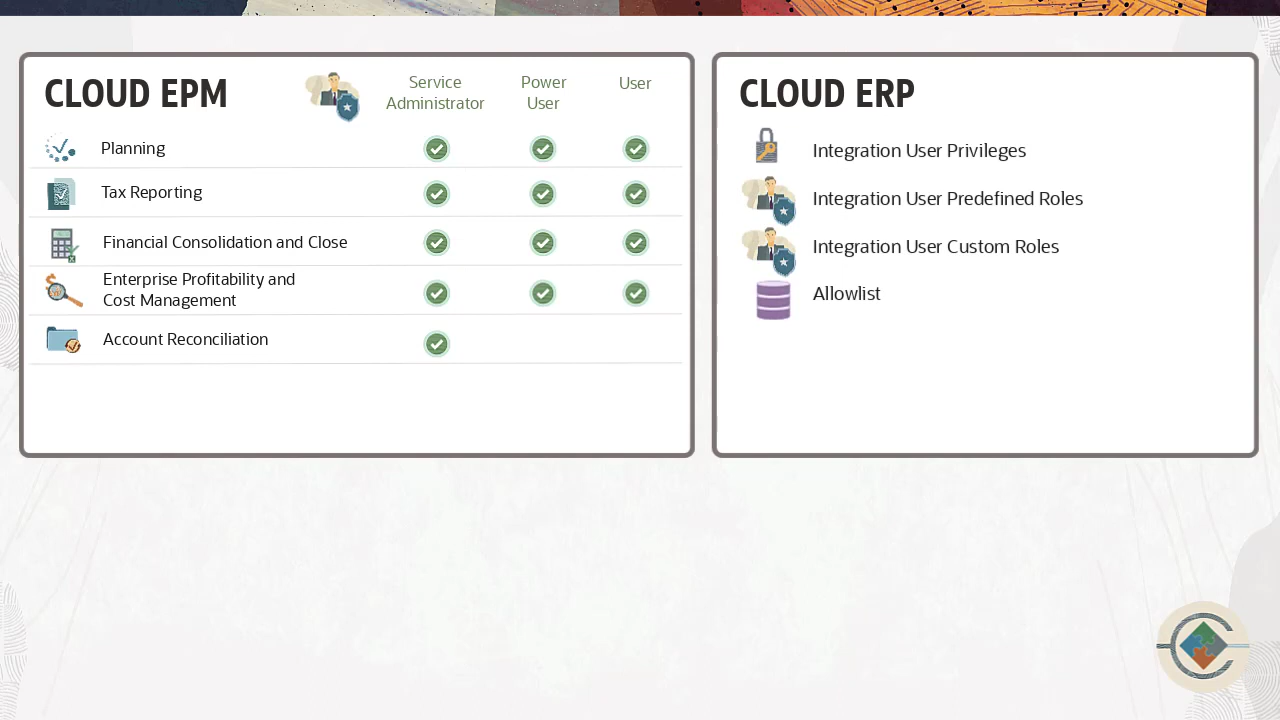 CLOUD EPM
Service
Administrator
Power
User
User
Planning
Tax Reporting
Financial Consolidation and Close
Enterprise Profitability and
Cost Management
Account Reconciliation
CLOUD ERP
Integration User Privileges
Integration User Predefined Roles
Integration User Custom Roles
Allowlist